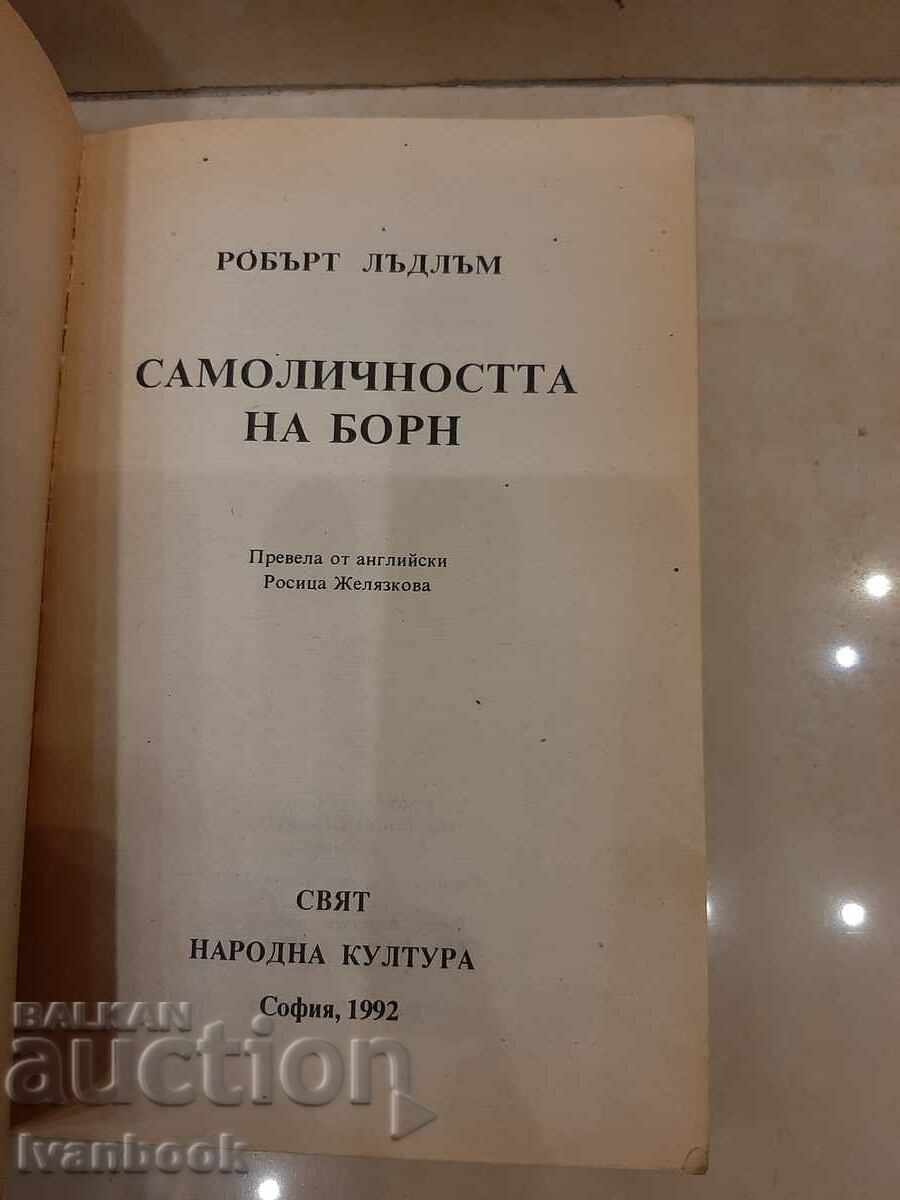 РОБЪРТ ЛЪДЛЪМ
САМОЛИЧНОСТТА
НА БОРН
Превела от английски
Росица Желязкова
СВЯТ
НАРОДНА КУЛТУРА
София, 1992
BALKAN
auction
Ivanbook